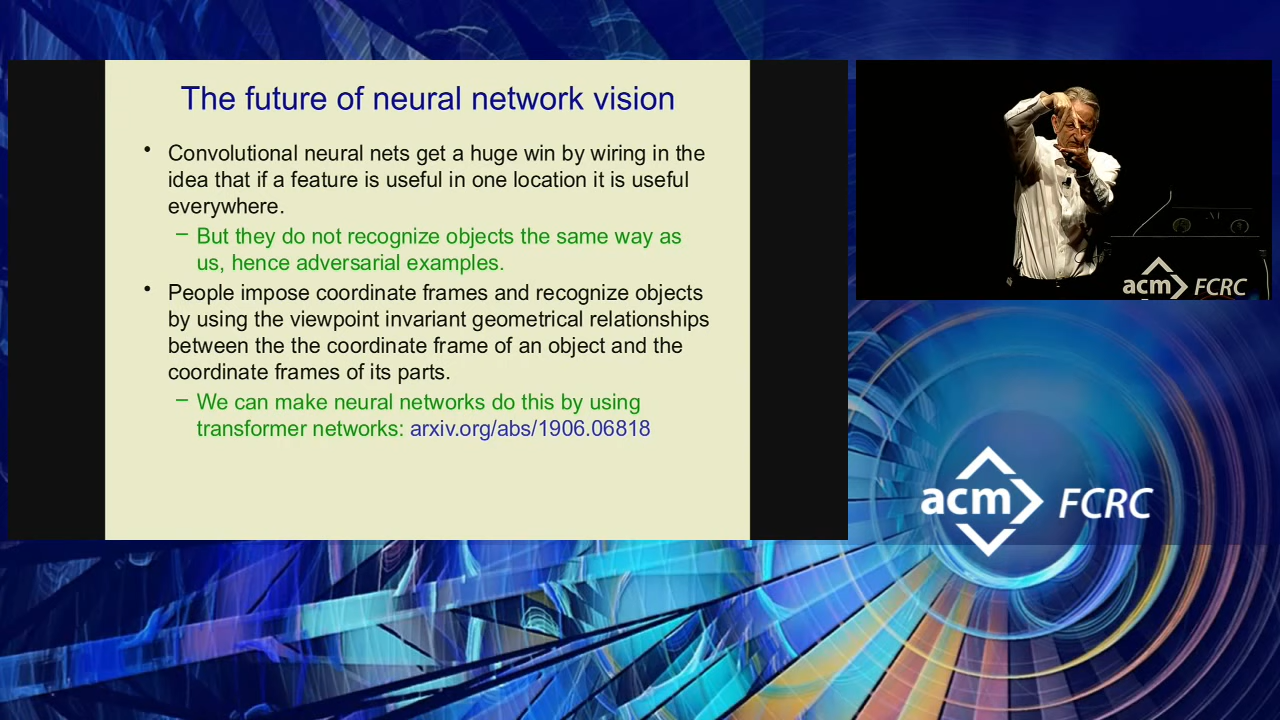 The future of neural network vision
• Convolutional neural nets get a huge win by wiring in the
idea that if a feature is useful in one location it is useful
everywhere.
– But they do not recognize objects the same way as
us, hence adversarial examples.
• People impose coordinate frames and recognize objects
by using the viewpoint invariant geometrical relationships
between the the coordinate frame of an object and the
coordinate frames of its parts.
– We can make neural networks do this by using
transformer networks: arxiv.org/abs/1906.06818
acm FCRC
acm FCRC